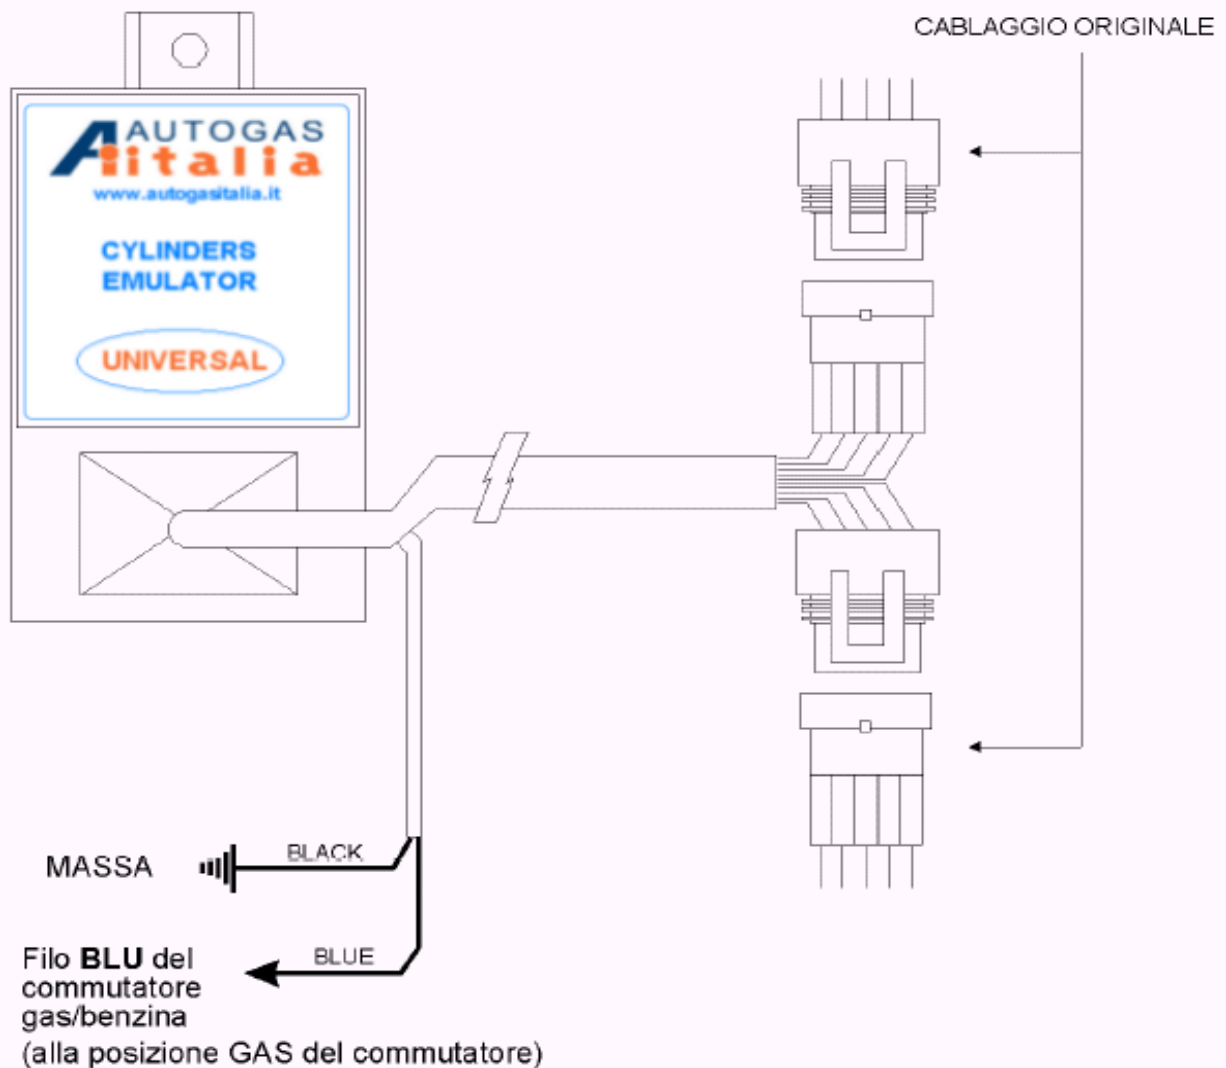 CABLAGGIO ORIGINALE
AUTOGAS
italia
www.autogasitalia.it
CYLINDERS
EMULATOR
UNIVERSAL
MASSA
BLACK
BLUE
Filo BLU del
commutatore
gas/benzina
(alla posizione GAS del commutatore)